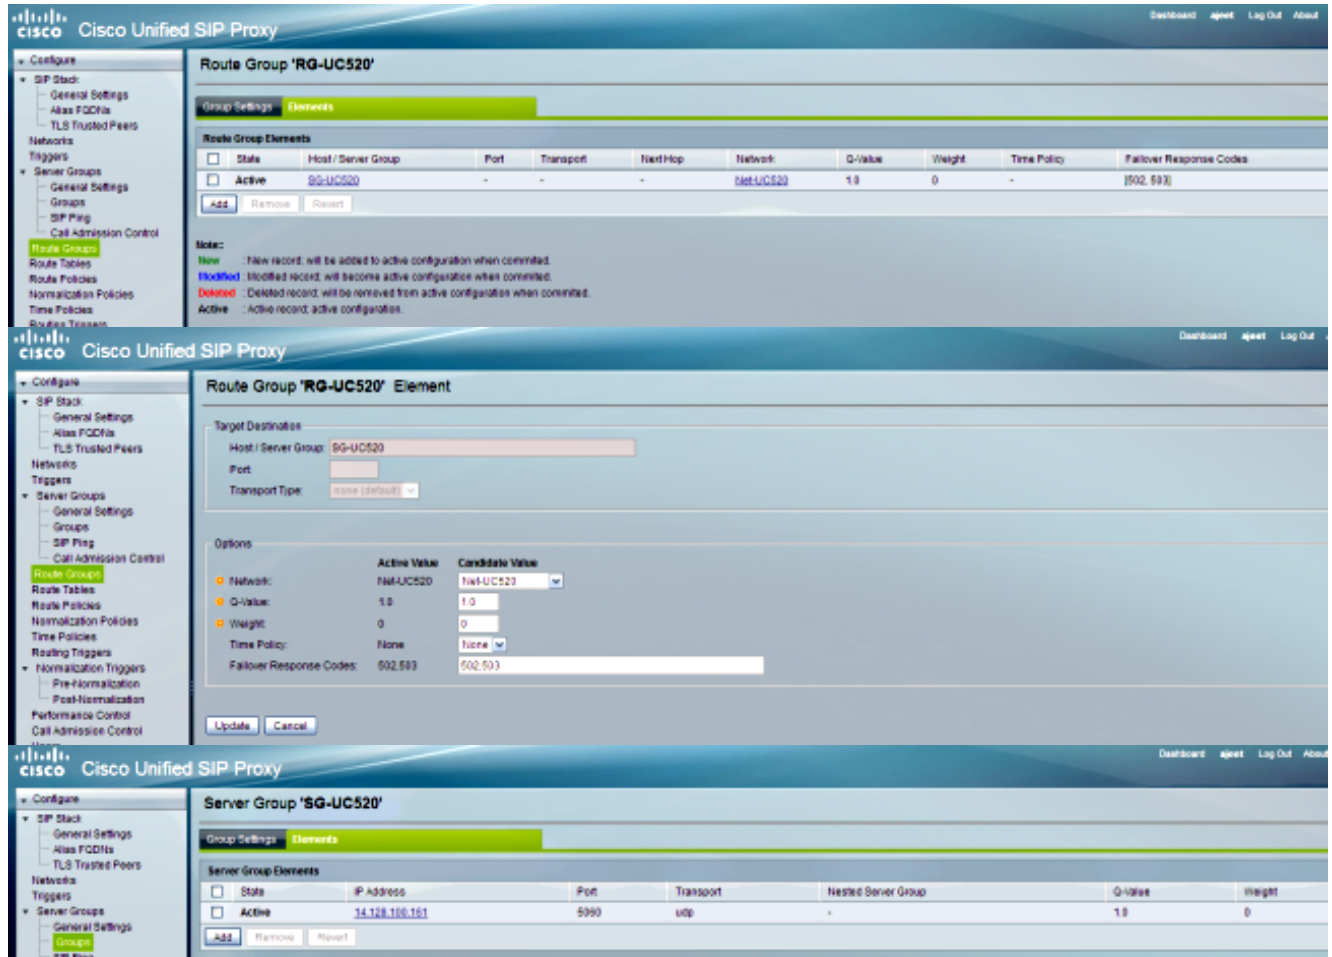 Dashboard ajeet Log Out About
CISCO Cisco Unified SIP Proxy
Configure
SIP Stack
General Settings
Alias FQDNs
TLS Trusted Peers
Networks
Triggers
Server Groups
General Settings
Groups
SIP Ping
Call Admission Control
Route Groups
Route Tables
Route Policies
Normalization Policies
Time Policies
Routing Triggers
Route Group 'RG-UC520'
Group Settings Elements
Route Group Elements
State Host / Server Group Port Transport Next Hop Network Q-Value Weight Time Policy Failover Response Codes
Active SG-UC520 - - - Net-UC520 1.0 0 - [502, 503]
Add Remove Revert
Note::
New : New record; will be added to active configuration when commited.
Modified : Modified record; will become active configuration when commited.
Deleted : Deleted record; will be removed from active configuration when commited.
Active : Active record; active configuration.
Dashboard ajeet Log Out
CISCO Cisco Unified SIP Proxy
Configure
SIP Stack
General Settings
Alias FQDNs
TLS Trusted Peers
Networks
Triggers
Server Groups
General Settings
Groups
SIP Ping
Call Admission Control
Route Groups
Route Tables
Route Policies
Normalization Policies
Time Policies
Routing Triggers
Normalization Triggers
Pre-Normalization
Post-Normalization
Performance Control
Call Admission Control
Route Group 'RG-UC520' Element
Target Destination
Host / Server Group: SG-UC520
Port:
Transport Type: none (default)
Options
Active Value Candidate Value
Network: Net-UC520 Net-UC520
Q-Value: 1.0 1.0
Weight: 0 0
Time Policy: None None
Failover Response Codes: 502,503 502,503
Update Cancel
Dashboard ajeet Log Out About
CISCO Cisco Unified SIP Proxy
Configure
SIP Stack
General Settings
Alias FQDNs
TLS Trusted Peers
Networks
Triggers
Server Groups
General Settings
Groups
SIP Ping
Server Group 'SG-UC520'
Group Settings Elements
Server Group Elements
State IP Address Port Transport Nested Server Group Q-Value Weight
Active 14.128.100.161 5060 udp - 1.0 0
Add Remove Revert